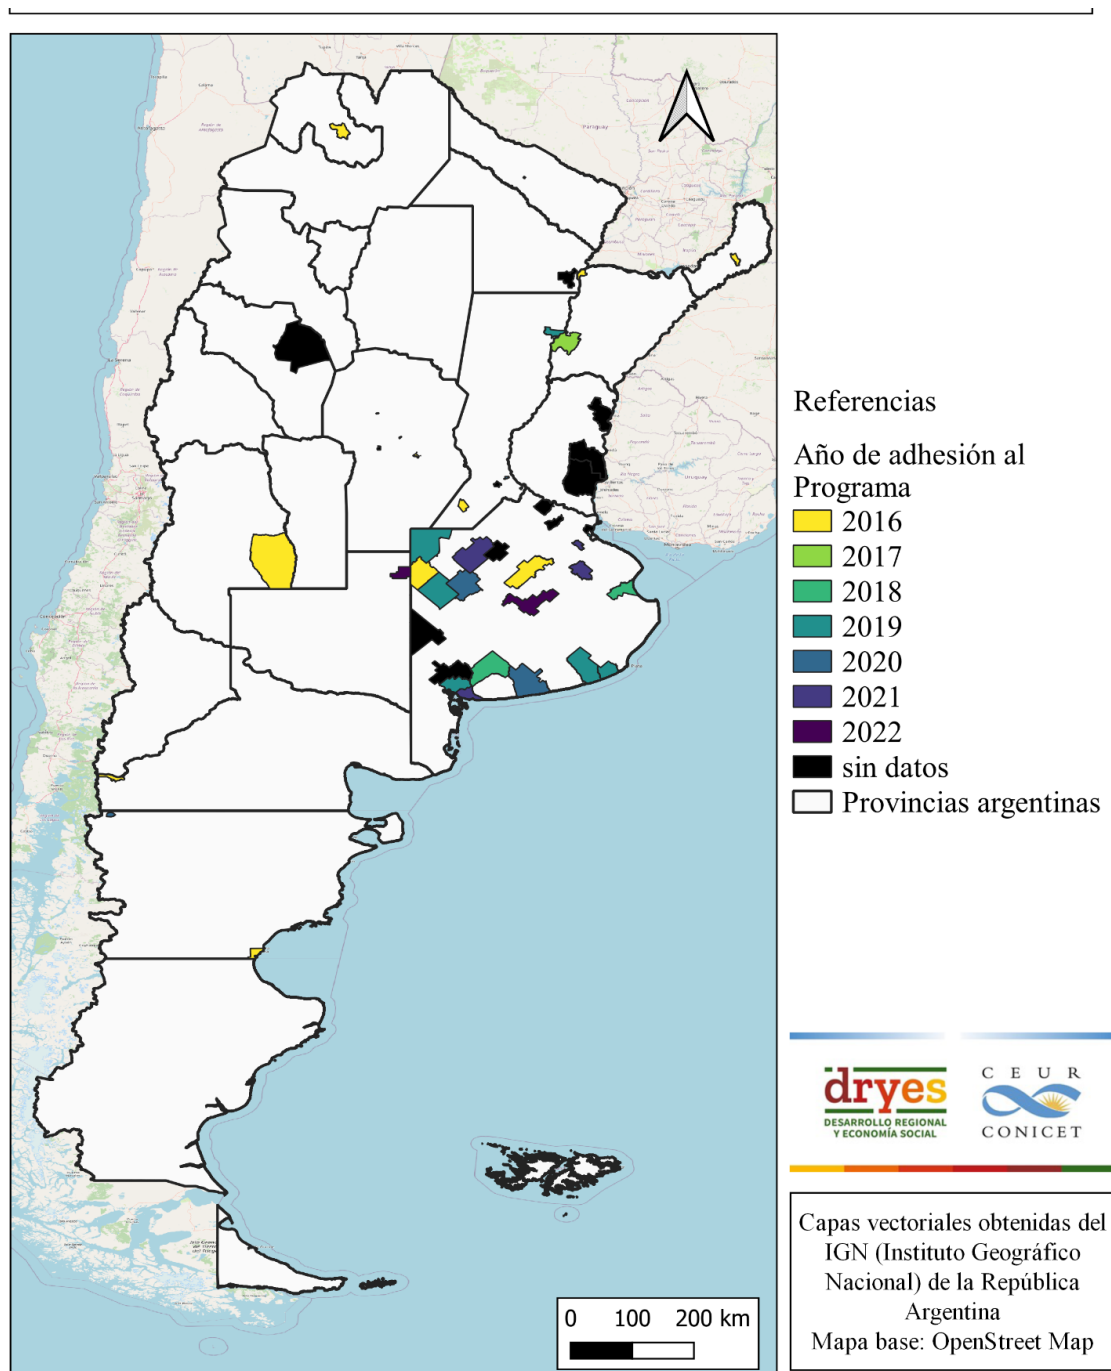 Referencias
Año de adhesión al
Programa
2016
2017
2018
2019
2020
2021
2022
sin datos
Provincias argentinas
dryes
DESARROLLO REGIONAL
Y ECONOMÍA SOCIAL
CEUR
CONICET
Capas vectoriales obtenidas del
IGN (Instituto Geográfico
Nacional) de la República
Argentina
Mapa base: OpenStreet Map
0 100 200 km